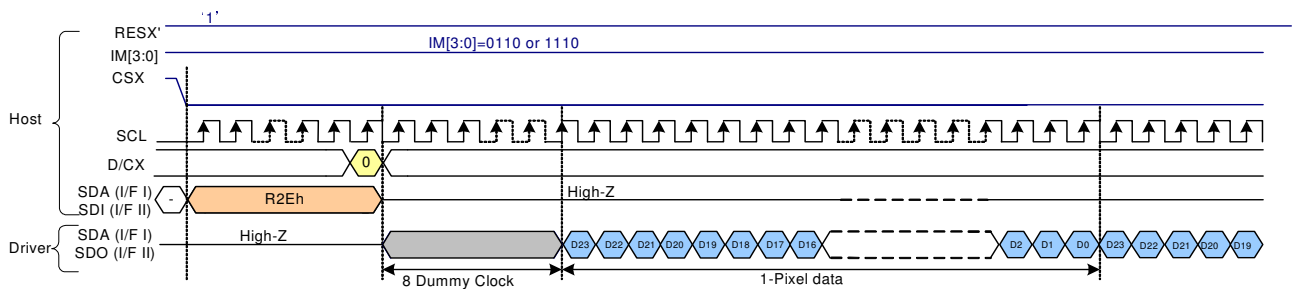 '1'
RESX'
IM[3:0]
IM[3:0]=0110 or 1110
CSX
Host
SCL
D/CX
0
SDA (I/F I)
SDI (I/F II)
-
R2Eh
High-Z
Driver
SDA (I/F I)
SDO (I/F II)
High-Z
D23 D22 D21 D20 D19 D18 D17 D16 D2 D1 D0 D23 D22 D21 D20 D19
8 Dummy Clock
1-Pixel data